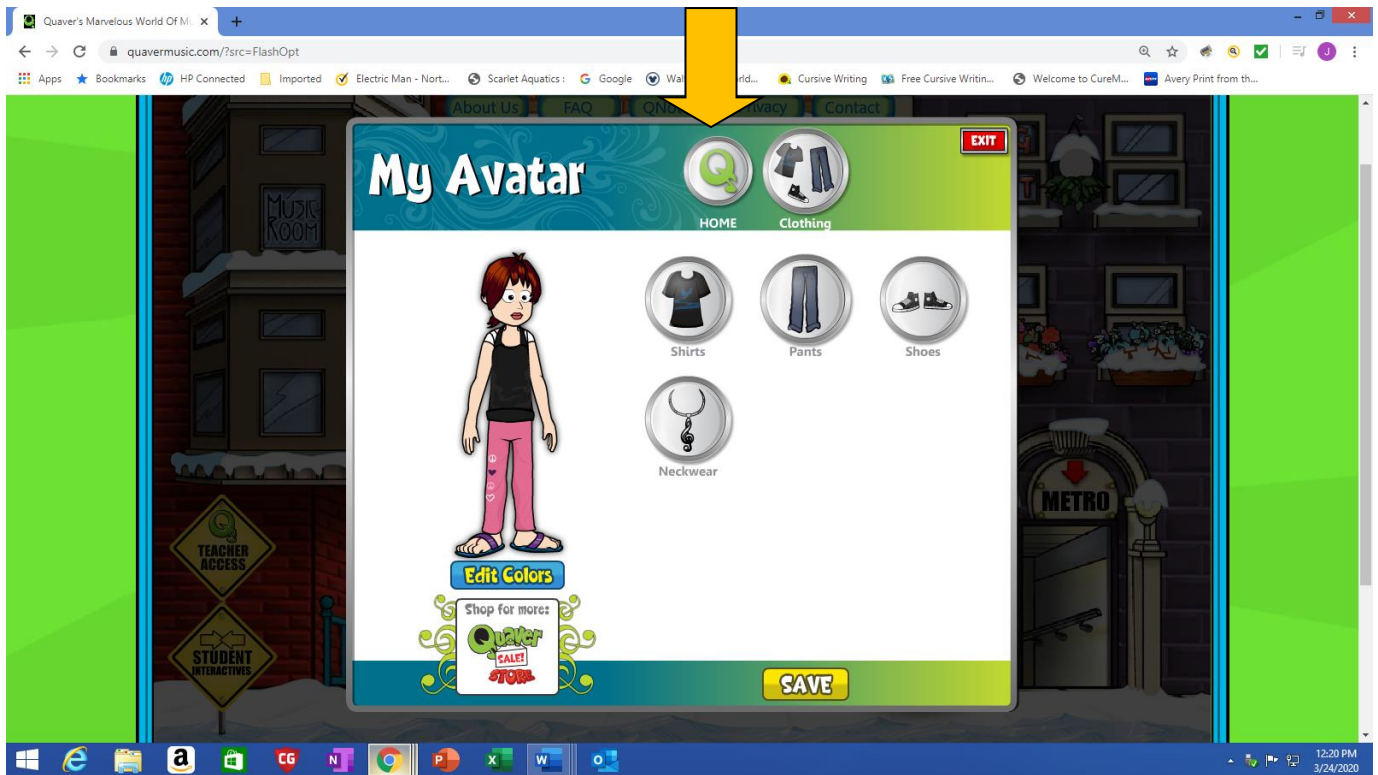 Quaver's Marvelous World Of Mu
quavermusic.com/?src=FlashOpt
J
Apps Bookmarks HP Connected Imported Electric Man - Nort... Scarlet Aquatics : Google Cursive Writing Free Cursive Writin... Welcome to CureM... Avery Print from th...
About Us FAQ Contact
My Avatar
EXIT
HOME Clothing
MUSIC
ROOM
Shirts Pants Shoes
Neckwear
METRO
TEACHER
ACCESS
Edit Colors
Shop for more:
Quaver
SALE!
STORE
STUDENT
INTERACTIVES
SAVE
12:20 PM
3/24/2020